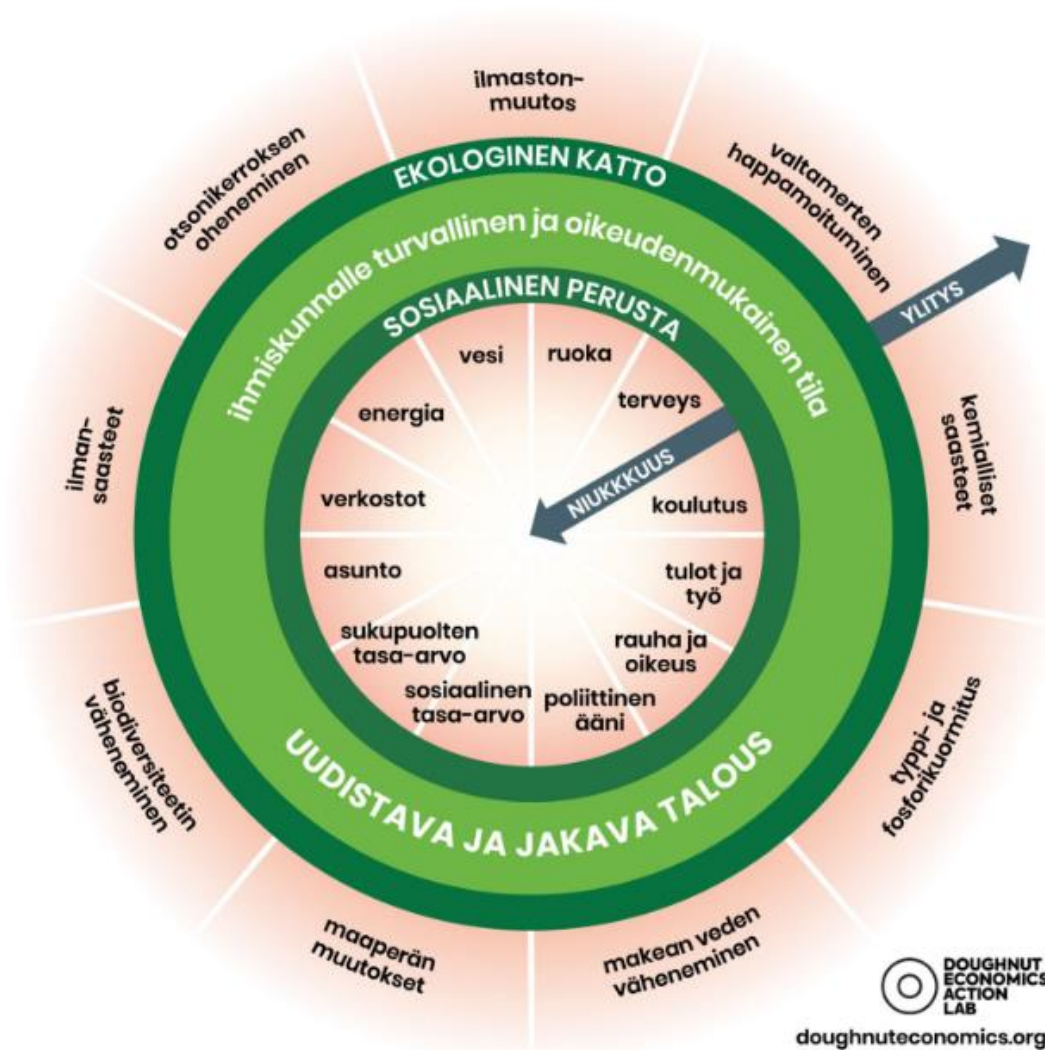 ilmaston-
muutos
valtamerten
happamoituminen
YLITYS
kemialliset
saasteet
typpi- ja
fosforikuormitus
makean veden
väheneminen
maaperän
muutokset
biodiversiteetin
väheneminen
ilman-
saasteet
otsonikerroksen
oheneminen
EKOLOGINEN KATTO
ihmiskunnalle turvallinen ja oikeudenmukainen tila
SOSIAALINEN PERUSTA
vesi
ruoka
energia
terveys
NIUKKKUUS
verkostot
koulutus
asunto
tulot ja
työ
sukupuolten
tasa-arvo
rauha ja
oikeus
sosiaalinen
tasa-arvo
poliittinen
ääni
UUDISTAVA JA JAKAVA TALOUS
DOUGHNUT
ECONOMICS
ACTION
LAB
doughnuteconomics.org